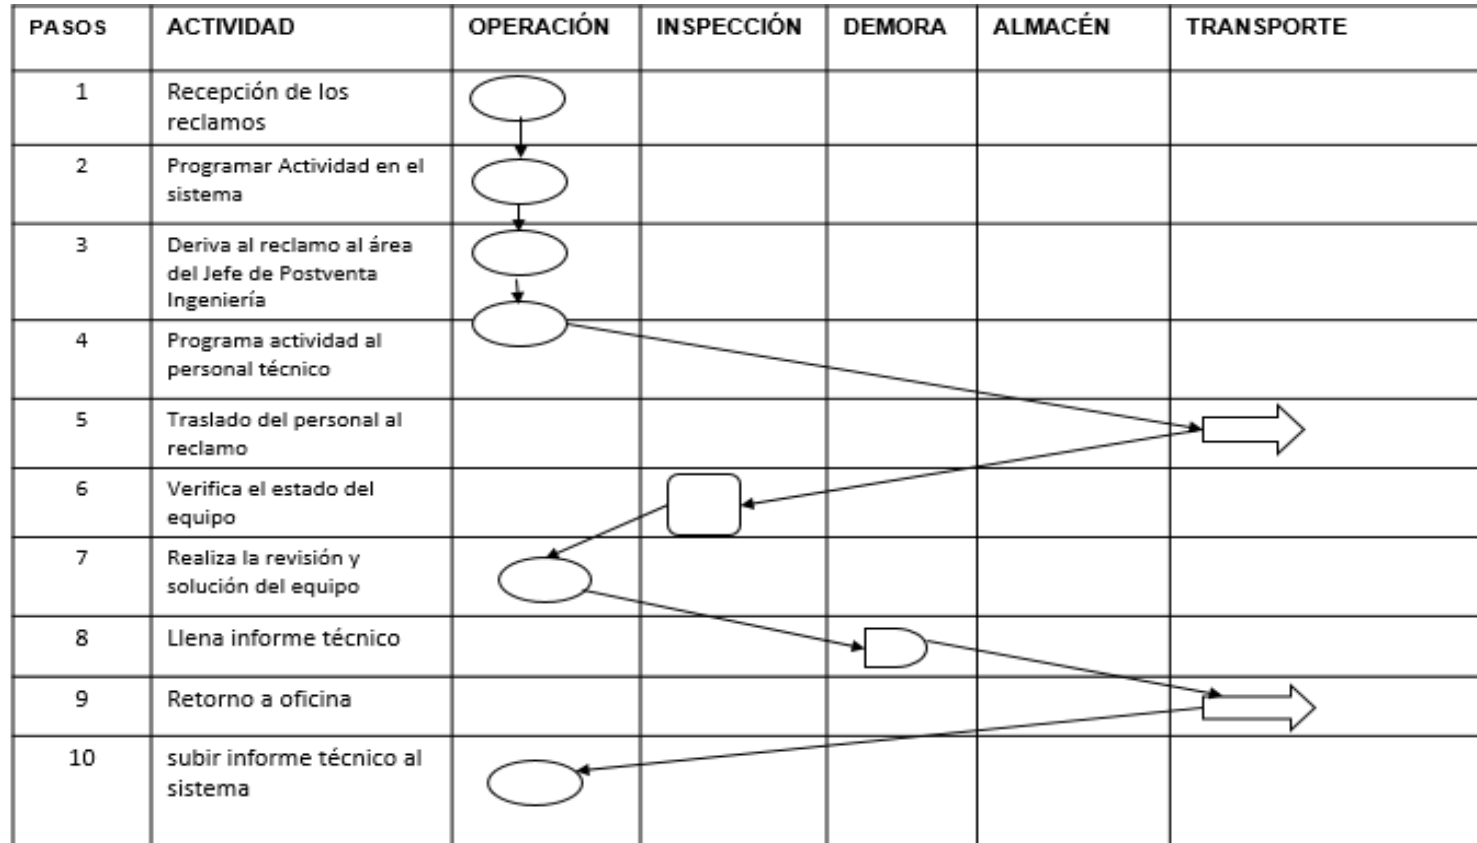 PASOS ACTIVIDAD OPERACIÓN INSPECCIÓN DEMORA ALMACÉN TRANSPORTE
1 Recepción de los
reclamos
2 Programar Actividad en el
sistema
3 Deriva al reclamo al área
del Jefe de Postventa
Ingeniería
4 Programa actividad al
personal técnico
5 Traslado del personal al
reclamo
6 Verifica el estado del
equipo
7 Realiza la revisión y
solución del equipo
8 Llena informe técnico
9 Retorno a oficina
10 subir informe técnico al
sistema